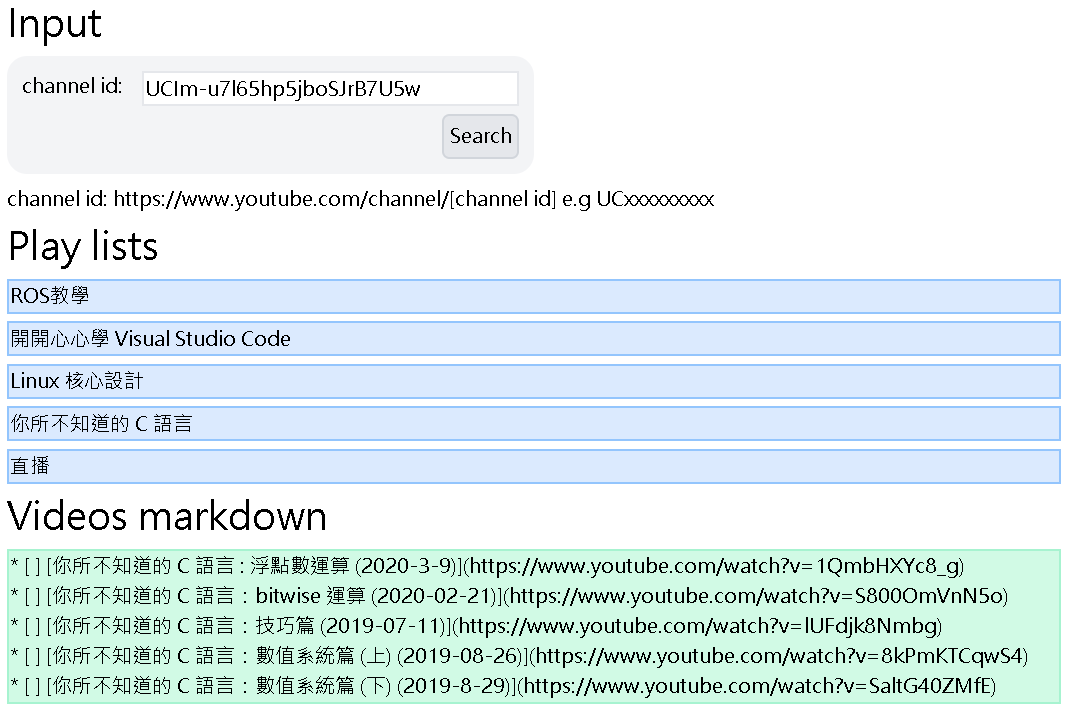 Input
channel id: UCIm-u7l65hp5jboSJrB7U5w
Search
channel id: https://www.youtube.com/channel/[channel id] e.g UCxxxxxxxxx
Play lists
ROS教學
開開心心學 Visual Studio Code
Linux 核心設計
你所不知道的 C 語言
直播
Videos markdown
* [ ] [你所不知道的 C 語言 : 浮點數運算 (2020-3-9)](https://www.youtube.com/watch?v=1QmbHXYc8_g)
* [ ] [你所不知道的 C 語言：bitwise 運算 (2020-02-21)](https://www.youtube.com/watch?v=S800OmVnN5o)
* [ ] [你所不知道的 C 語言：技巧篇 (2019-07-11)](https://www.youtube.com/watch?v=lUFdjk8Nmbg)
* [ ] [你所不知道的 C 語言：數值系統篇 (上) (2019-08-26)](https://www.youtube.com/watch?v=8kPmKTCqwS4)
* [ ] [你所不知道的 C 語言：數值系統篇 (下) (2019-8-29)](https://www.youtube.com/watch?v=SaltG40ZMfE)